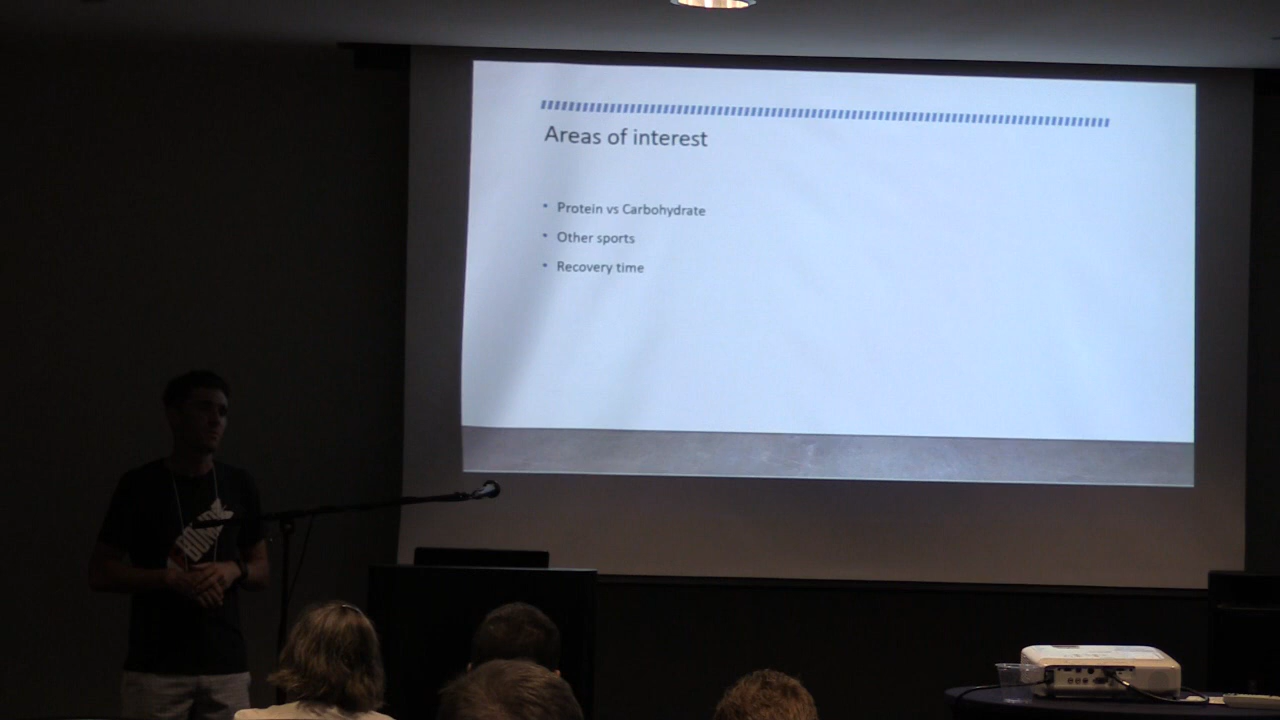 Areas of interest
• Protein vs Carbohydrate
• Other sports
• Recovery time